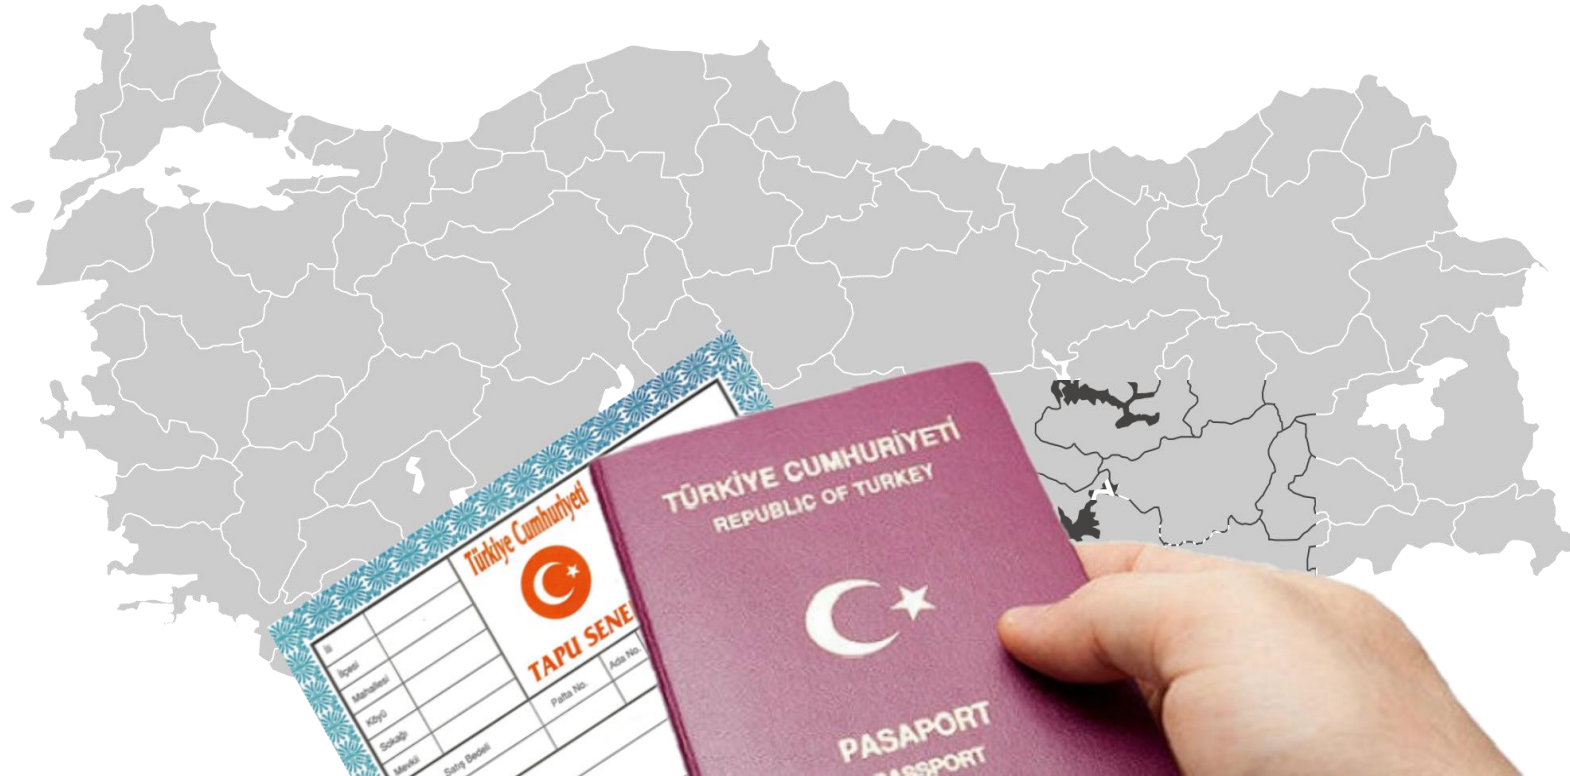 Türkiye Cumhuriyeti
TAPU SENE
İli
İlçesi
Mahallesi
Köyü
Sokağı
Mevkii
Satış Bedeli
Pafta No.
Ada No.
TÜRKİYE CUMHURİYETİ
REPUBLIC OF TURKEY
PASAPORT
PASSPORT